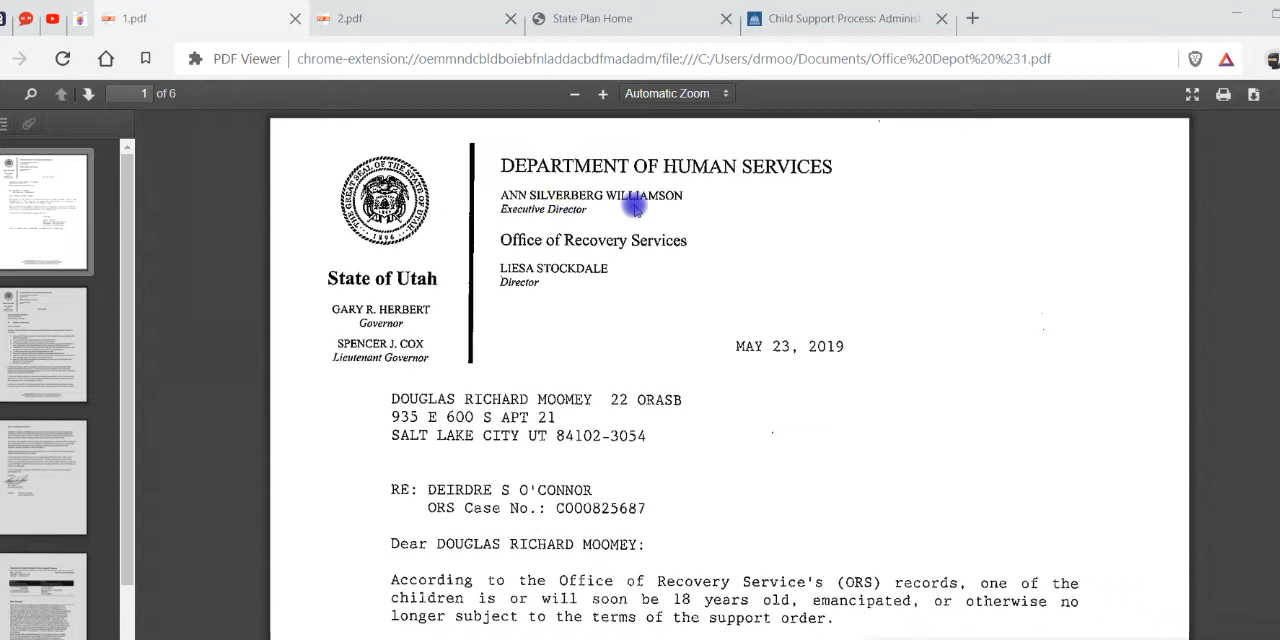 1.pdf
2.pdf
State Plan Home
Child Support Process: Administ
PDF Viewer
chrome-extension://oemmndcbldboiebfnladdacbdfmadadm/file:///C:/Users/drmoo/Documents/Office%20Depot%20%231.pdf
1 of 6
Automatic Zoom
DEPARTMENT OF HUMAN SERVICES
ANN SILVERBERG WILLIAMSON
Executive Director
Office of Recovery Services
LIESA STOCKDALE
Director
State of Utah
GARY R. HERBERT
Governor
SPENCER J. COX
Lieutenant Governor
MAY 23, 2019
DOUGLAS RICHARD MOOMEY 22 ORASB
935 E 600 S APT 21
SALT LAKE CITY UT 84102-3054
RE: DEIRDRE S O'CONNOR
ORS Case No.: C000825687
Dear DOUGLAS RICHARD MOOMEY:
According to the Office of Recovery Service's (ORS) records, one of the
children is or will soon be 18 years old, emancipated, or otherwise no
longer subject to the terms of the support order.